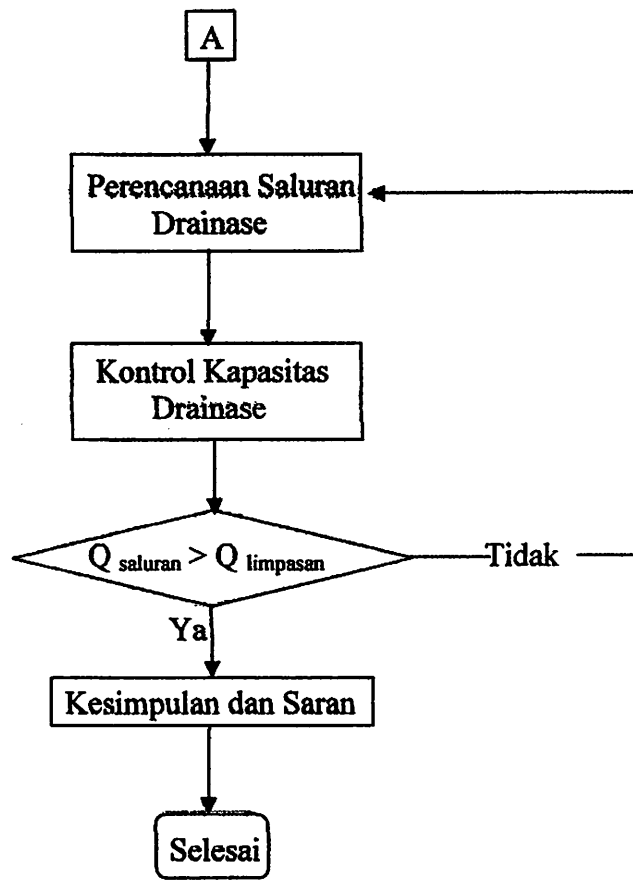 A
Perencanaan Saluran
Drainase
Kontrol Kapasitas
Drainase
Q saluran > Q limpasan
Tidak
Ya
Kesimpulan dan Saran
Selesai